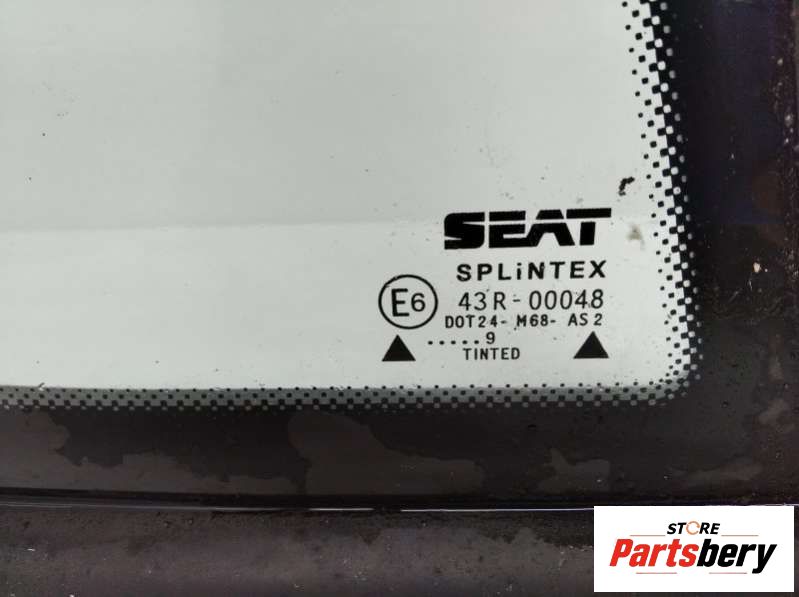 SEAT
SPLiNTEX
E6 43R-00048
DOT24- M68- AS2
.....9
TINTED
STORE
Partsbery